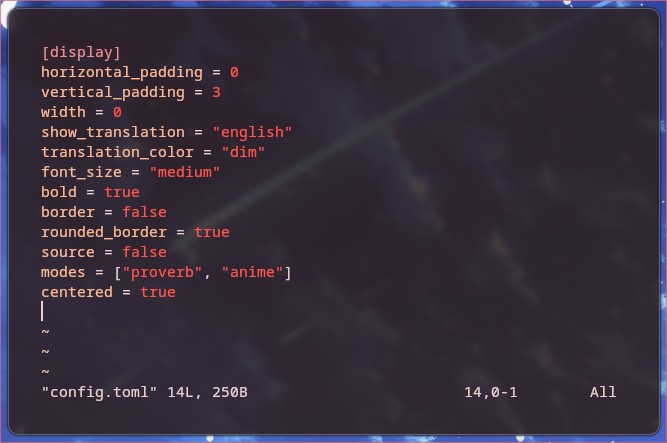 [display]
horizontal_padding = 0
vertical_padding = 3
width = 0
show_translation = "english"
translation_color = "dim"
font_size = "medium"
bold = true
border = false
rounded_border = true
source = false
modes = ["proverb", "anime"]
centered = true
~
~
~
"config.toml" 14L, 250B 14,0-1 All